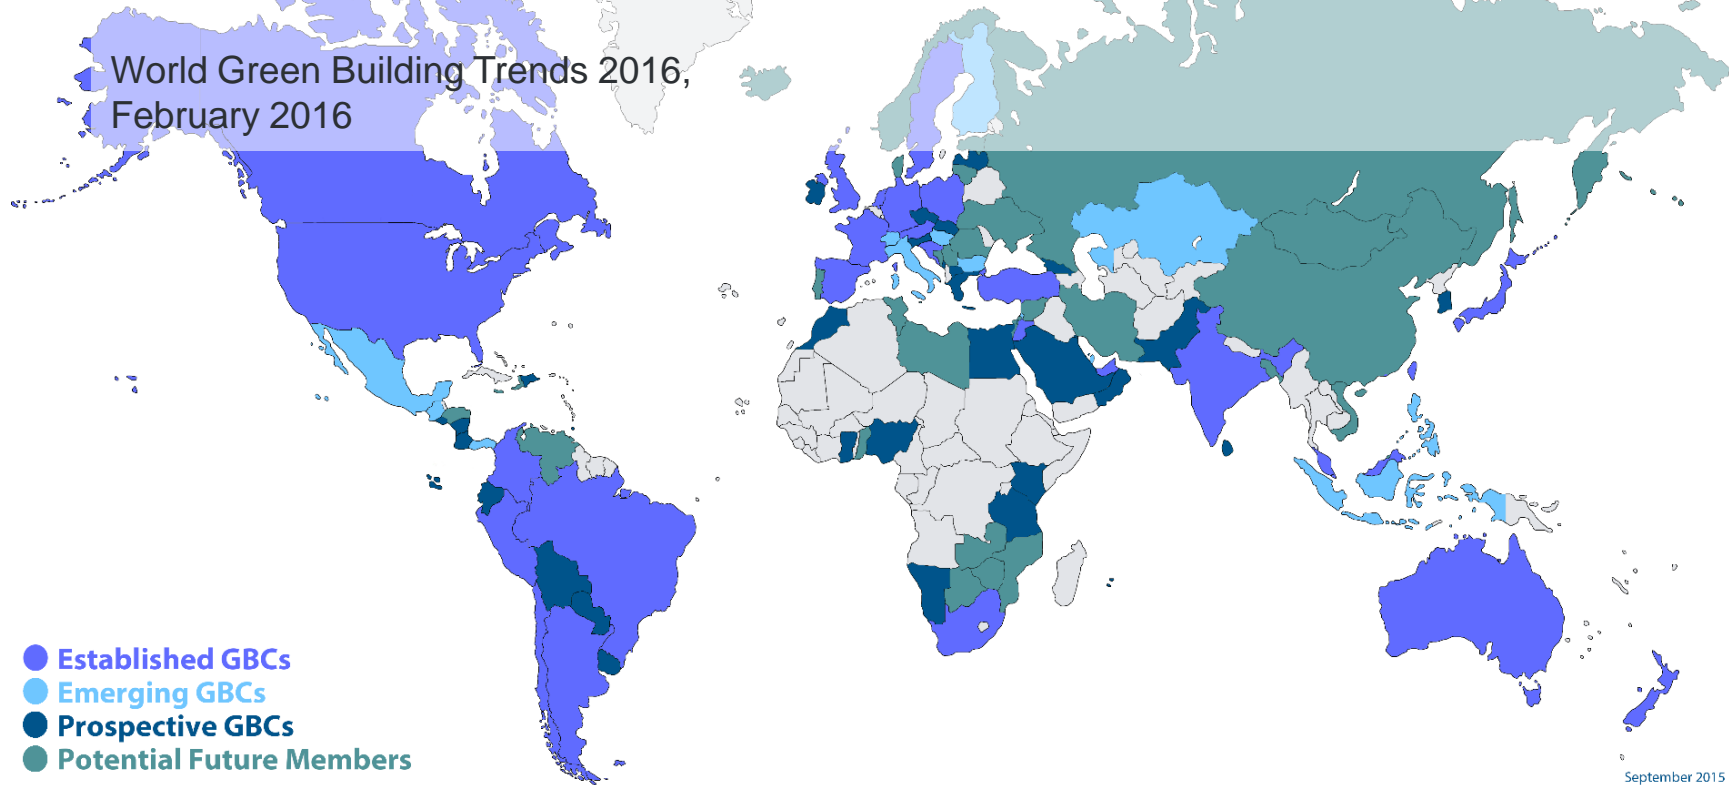 World Green Building Trends 2016,
February 2016
Established GBCs
Emerging GBCs
Prospective GBCs
Potential Future Members
September 2015